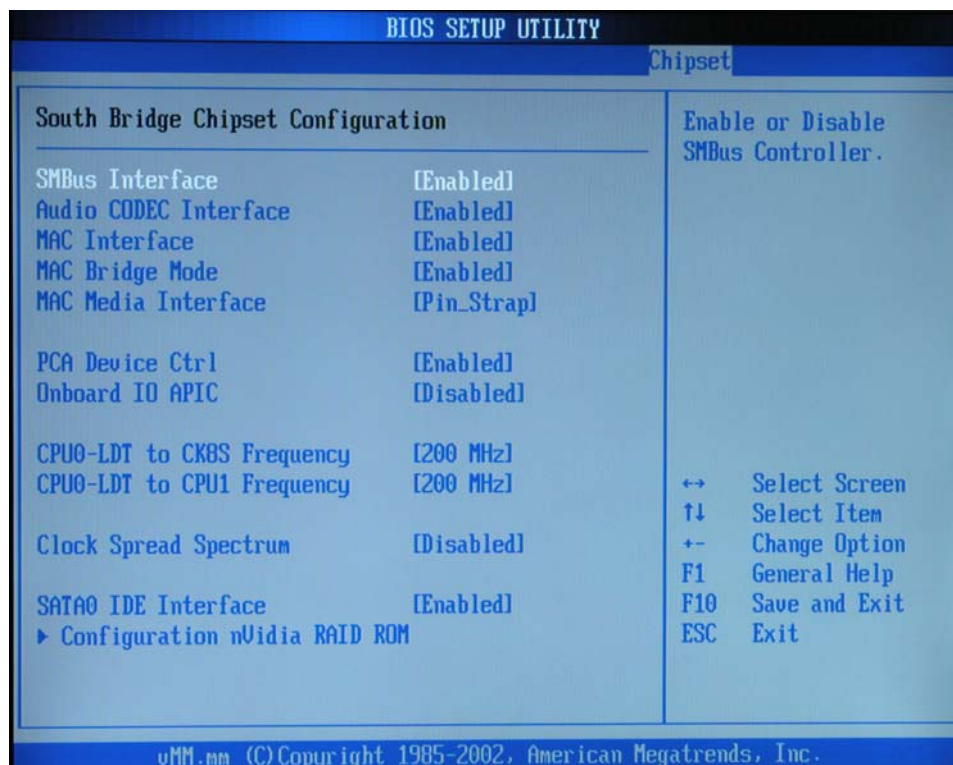 BIOS SETUP UTILITY
Chipset
South Bridge Chipset Configuration
SMBus Interface [Enabled]
Audio CODEC Interface [Enabled]
MAC Interface [Enabled]
MAC Bridge Mode [Enabled]
MAC Media Interface [Pin_Strap]
PCA Device Ctrl [Enabled]
Onboard IO APIC [Disabled]
CPU0-LDT to CK8S Frequency [200 MHz]
CPU0-LDT to CPU1 Frequency [200 MHz]
Clock Spread Spectrum [Disabled]
SATA0 IDE Interface [Enabled]
▶ Configuration nVidia RAID ROM
Enable or Disable
SMBus Controller.
↔ Select Screen
↑↓ Select Item
+- Change Option
F1 General Help
F10 Save and Exit
ESC Exit
vMM.mm (C)Copyright 1985-2002, American Megatrends, Inc.